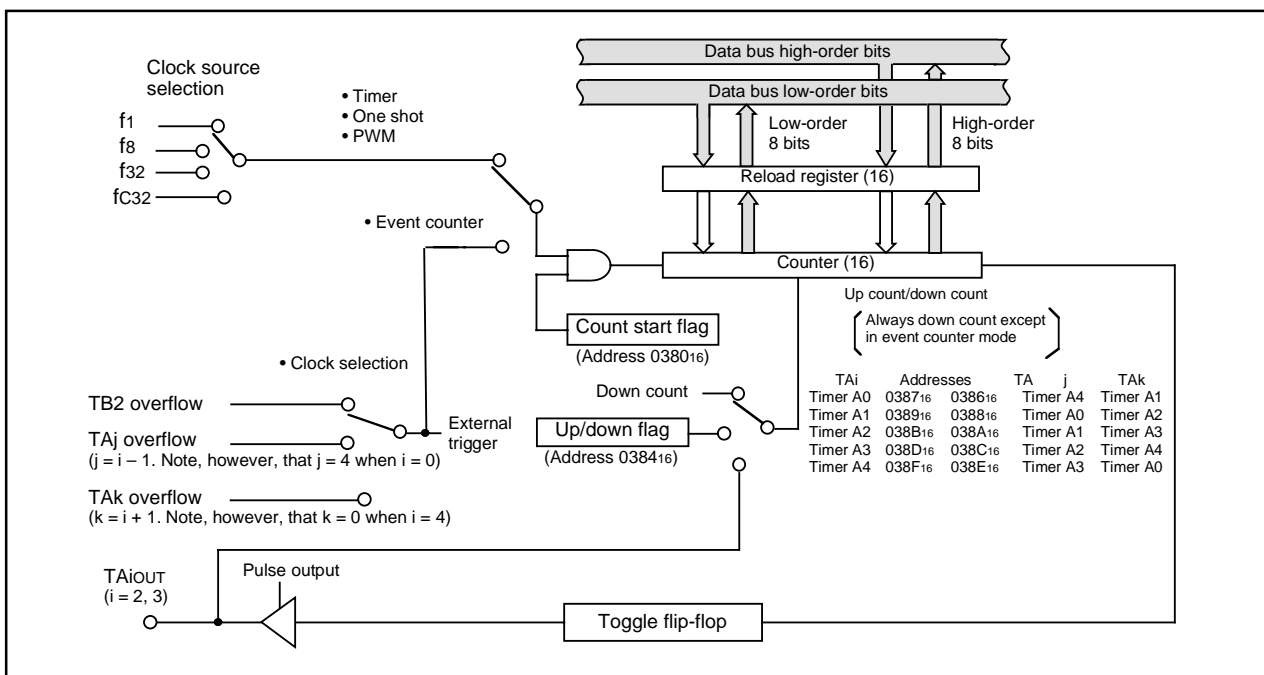 Data bus high-order bits
Data bus low-order bits
Clock source
selection
f1
f8
f32
fC32
• Timer
• One shot
• PWM
Low-order
8 bits
High-order
8 bits
Reload register (16)
• Event counter
Counter (16)
Up count/down count
Always down count except
in event counter mode
Count start flag
(Address 038016)
• Clock selection
TB2 overflow
TAj overflow
(j = i – 1. Note, however, that j = 4 when i = 0)
External
trigger
TAk overflow
(k = i + 1. Note, however, that k = 0 when i = 4)
Down count
Up/down flag
(Address 038416)
TAi Addresses TA j TAk
Timer A0 038716 038616 Timer A4 Timer A1
Timer A1 038916 038816 Timer A0 Timer A2
Timer A2 038B16 038A16 Timer A1 Timer A3
Timer A3 038D16 038C16 Timer A2 Timer A4
Timer A4 038F16 038E16 Timer A3 Timer A0
TAiOUT
(i = 2, 3)
Pulse output
Toggle flip-flop